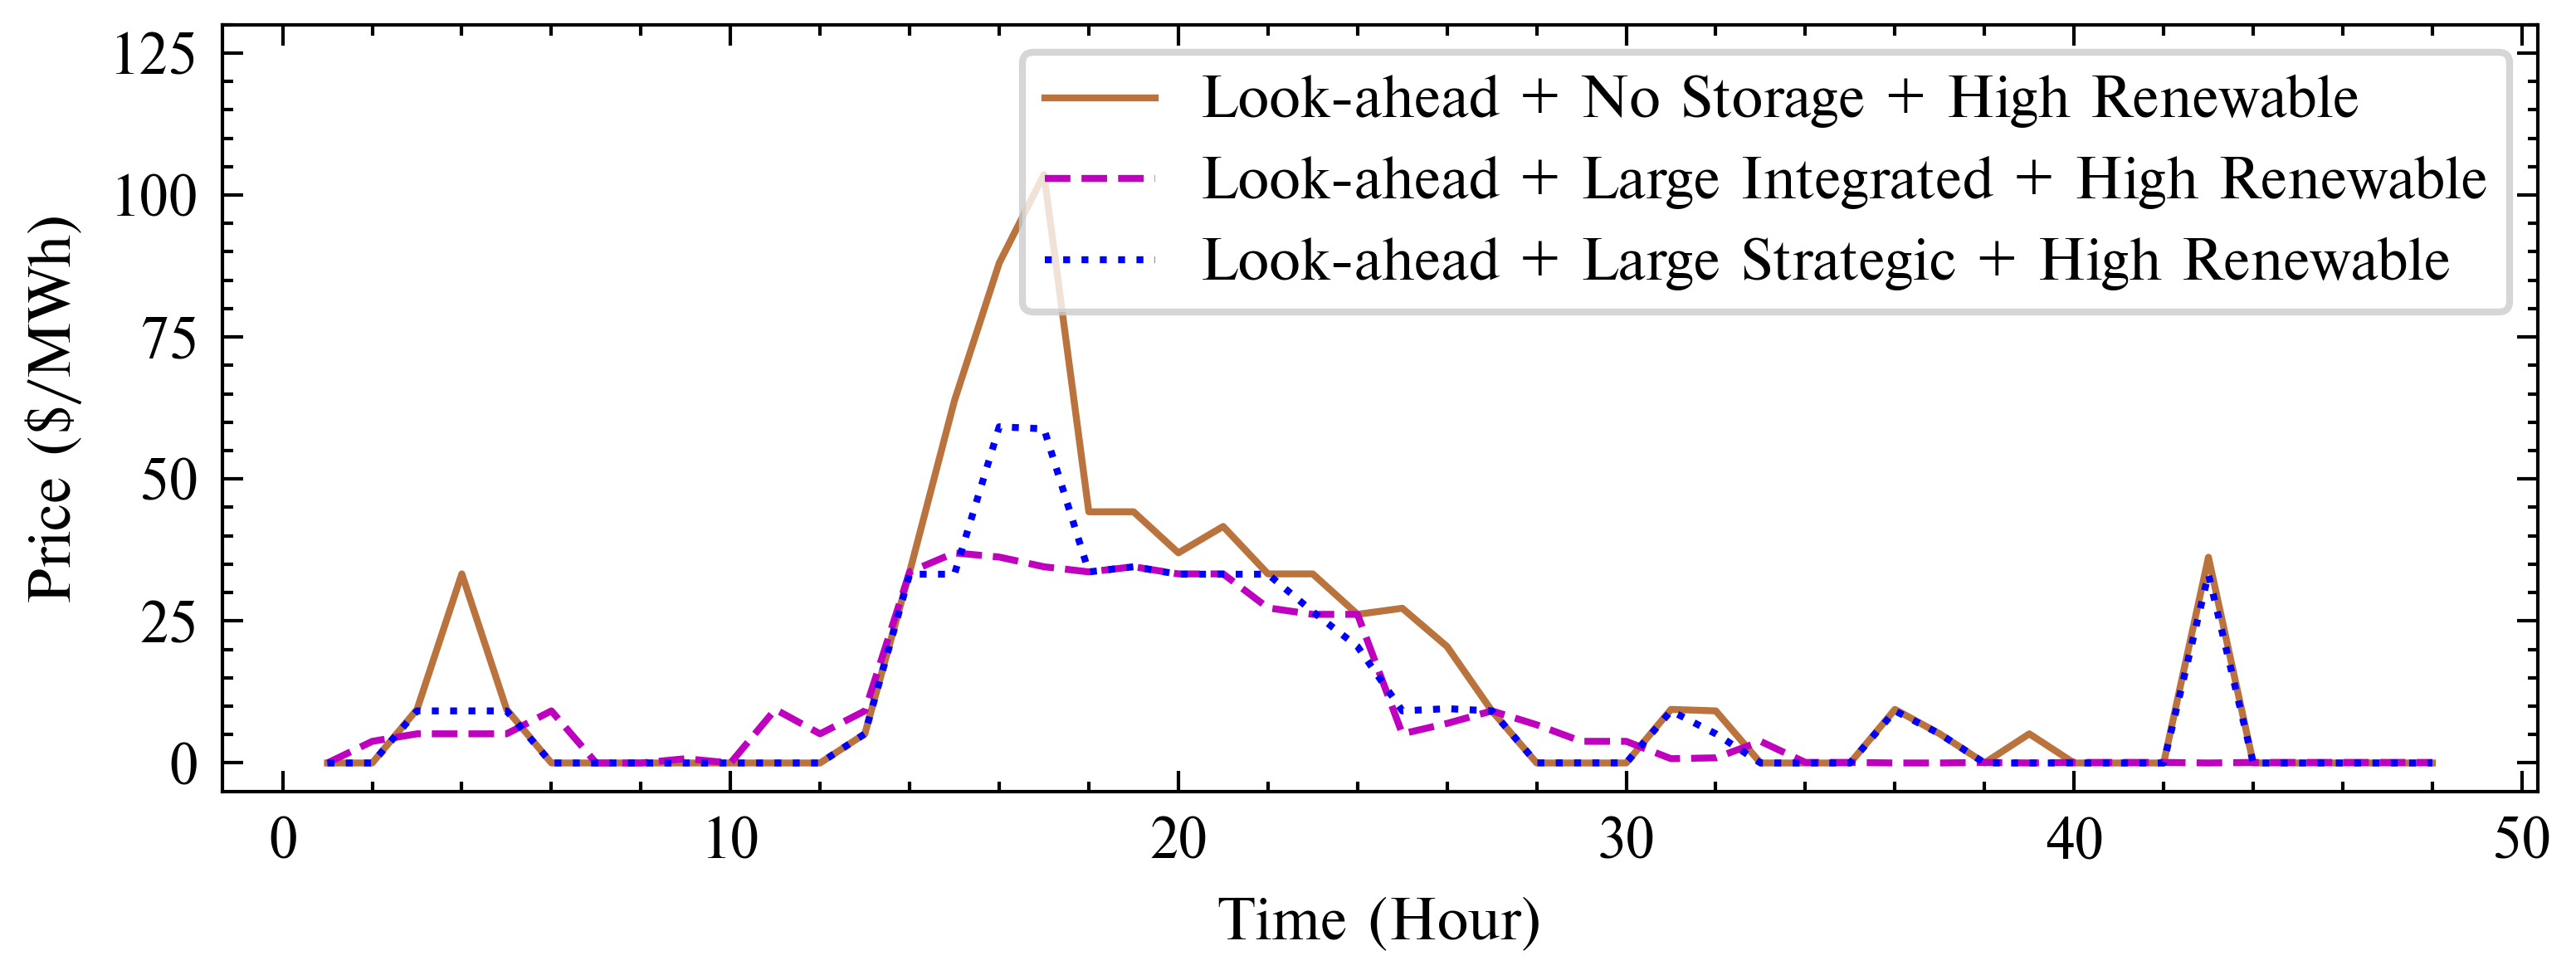 125
100
75
50
25
0
Price ($/MWh)
Look-ahead + No Storage + High Renewable
Look-ahead + Large Integrated + High Renewable
Look-ahead + Large Strategic + High Renewable
0 10 20 30 40 50
Time (Hour)